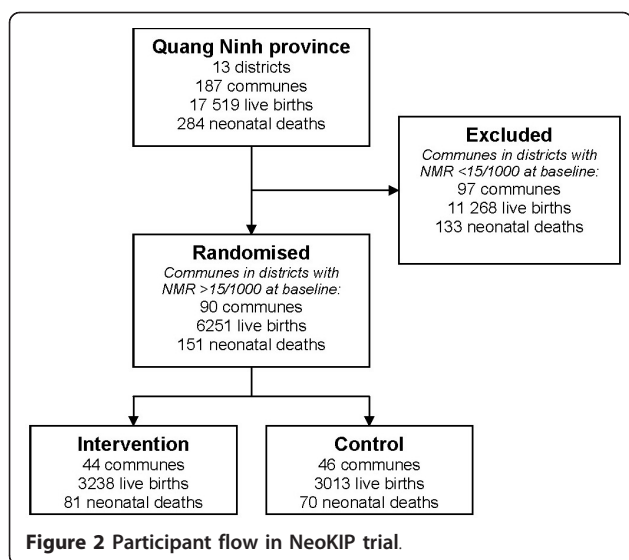 Quang Ninh province
13 districts
187 communes
17 519 live births
284 neonatal deaths
Excluded
Communes in districts with
NMR <15/1000 at baseline:
97 communes
11 268 live births
133 neonatal deaths
Randomised
Communes in districts with
NMR >15/1000 at baseline:
90 communes
6251 live births
151 neonatal deaths
Intervention
44 communes
3238 live births
81 neonatal deaths
Control
46 communes
3013 live births
70 neonatal deaths
Figure 2 Participant flow in NeoKIP trial.